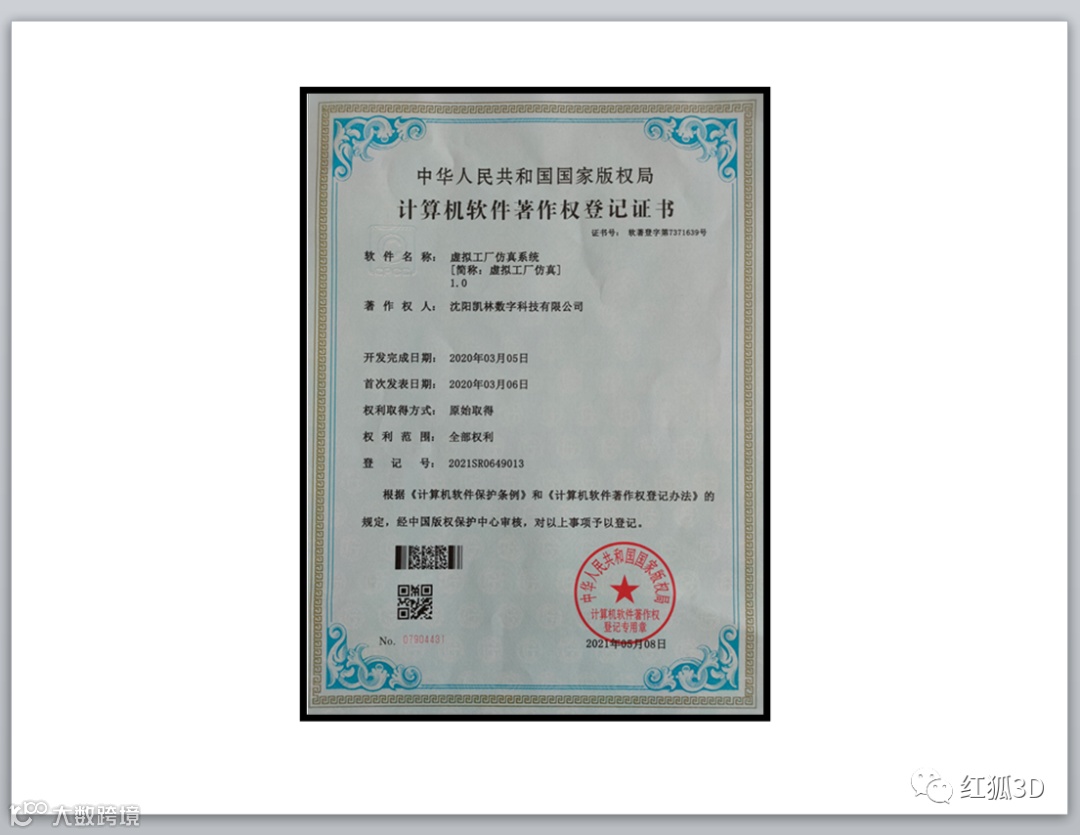 中华人民共和国国家版权局
计算机软件著作权登记证书
证书号： 软著登字第7371639号
软件名称： 虚拟工厂仿真系统
[简称：虚拟工厂仿真]
1.0
著作权人： 沈阳凯林数字科技有限公司
开发完成日期： 2020年03月05日
首次发表日期： 2020年03月06日
权利取得方式： 原始取得
权利范围： 全部权利
登记号： 2021SR0649013
根据《计算机软件保护条例》和《计算机软件著作权登记办法》的
规定，经中国版权保护中心审核，对以上事项予以登记。
中华人民共和国国家版权局
计算机软件著作权
登记专用章
No. 07904431
2021年05月08日
红狐3D
大数跨境